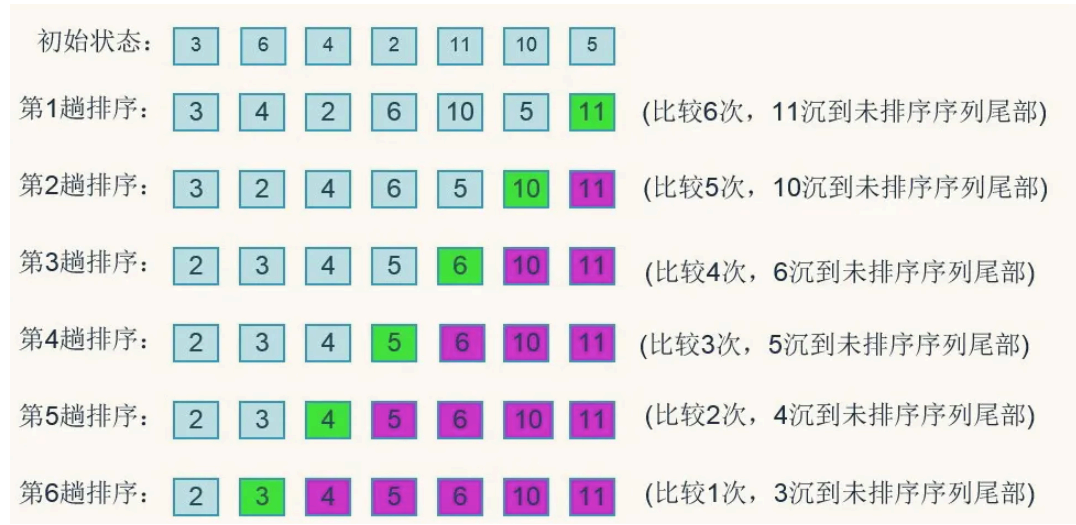 初始状态： 3 6 4 2 11 10 5
第1趟排序： 3 4 2 6 10 5 11 (比较6次，11沉到未排序序列尾部)
第2趟排序： 3 2 4 6 5 10 11 (比较5次，10沉到未排序序列尾部)
第3趟排序： 2 3 4 5 6 10 11 (比较4次，6沉到未排序序列尾部)
第4趟排序： 2 3 4 5 6 10 11 (比较3次，5沉到未排序序列尾部)
第5趟排序： 2 3 4 5 6 10 11 (比较2次，4沉到未排序序列尾部)
第6趟排序： 2 3 4 5 6 10 11 (比较1次，3沉到未排序序列尾部)